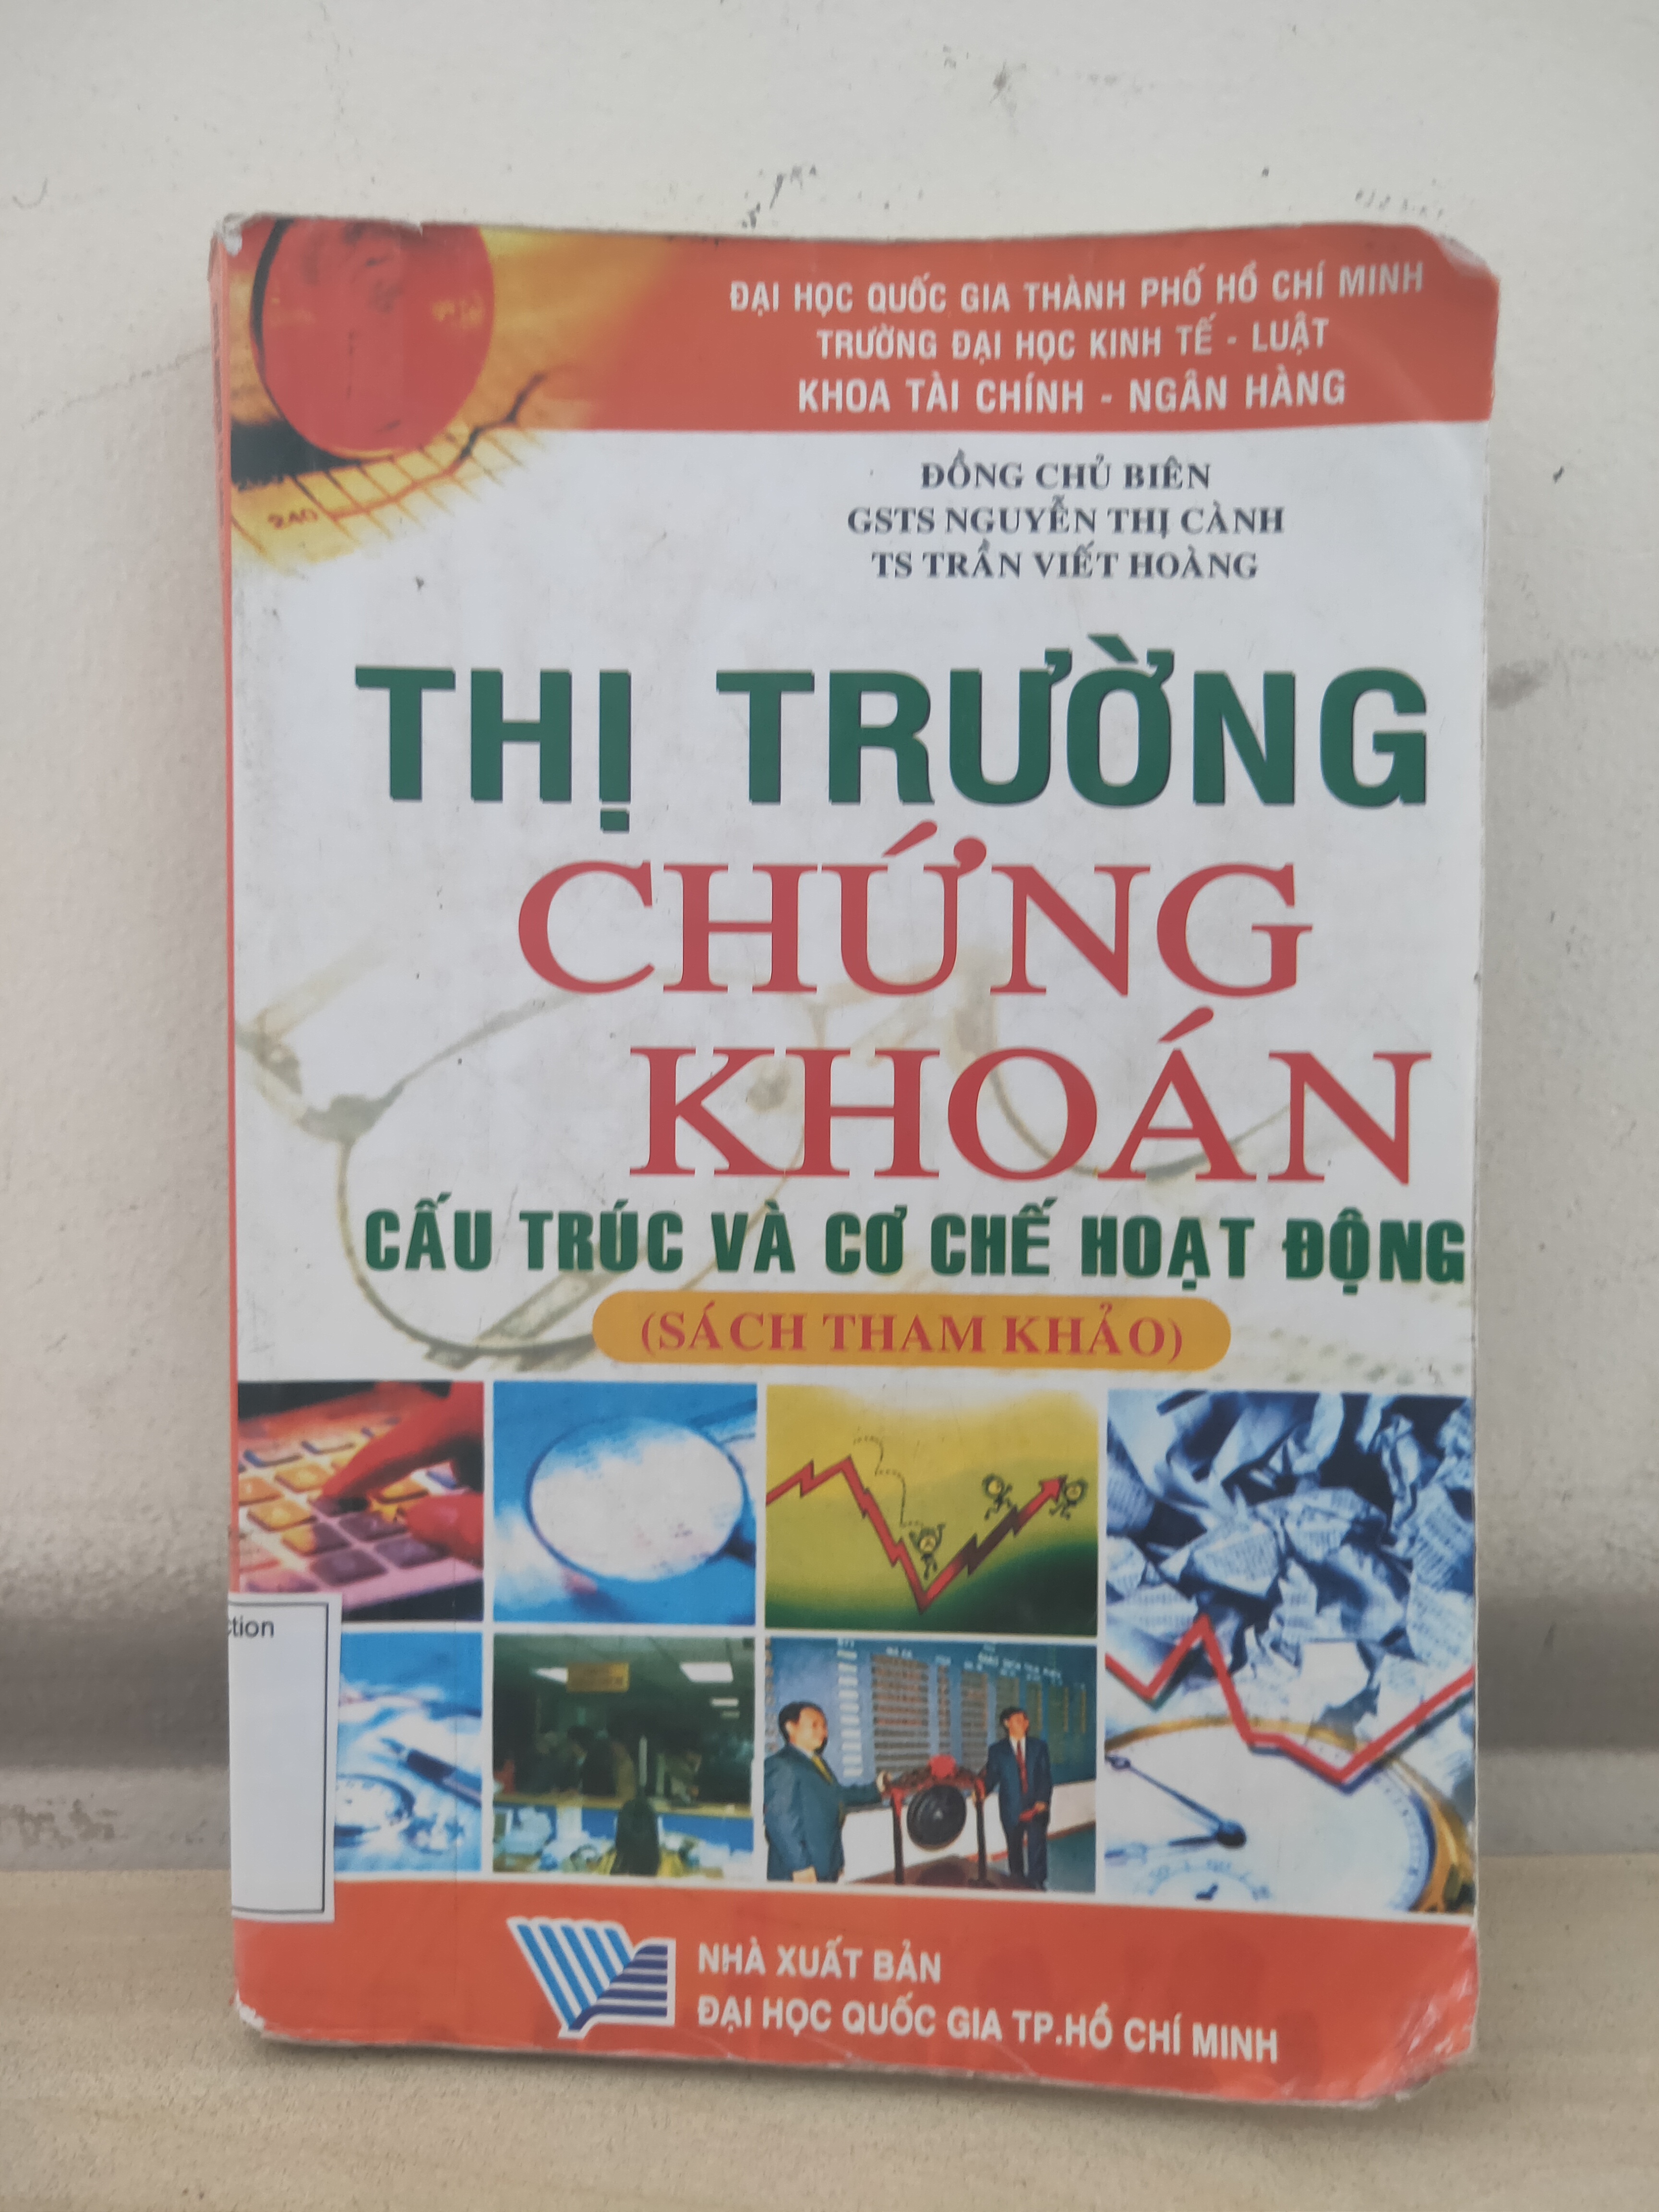 ĐẠI HỌC QUỐC GIA THÀNH PHỐ HỒ CHÍ MINH
TRƯỜNG ĐẠI HỌC KINH TẾ - LUẬT
KHOA TÀI CHÍNH - NGÂN HÀNG
ĐỒNG CHỦ BIÊN
GSTS NGUYỄN THỊ CÀNH
TS TRẦN VIẾT HOÀNG
240
THỊ TRƯỜNG
CHỨNG
KHOÁN
CẤU TRÚC VÀ CƠ CHẾ HOẠT ĐỘNG
(SÁCH THAM KHẢO)
ction
NHÀ XUẤT BẢN
ĐẠI HỌC QUỐC GIA TP.HỒ CHÍ MINH